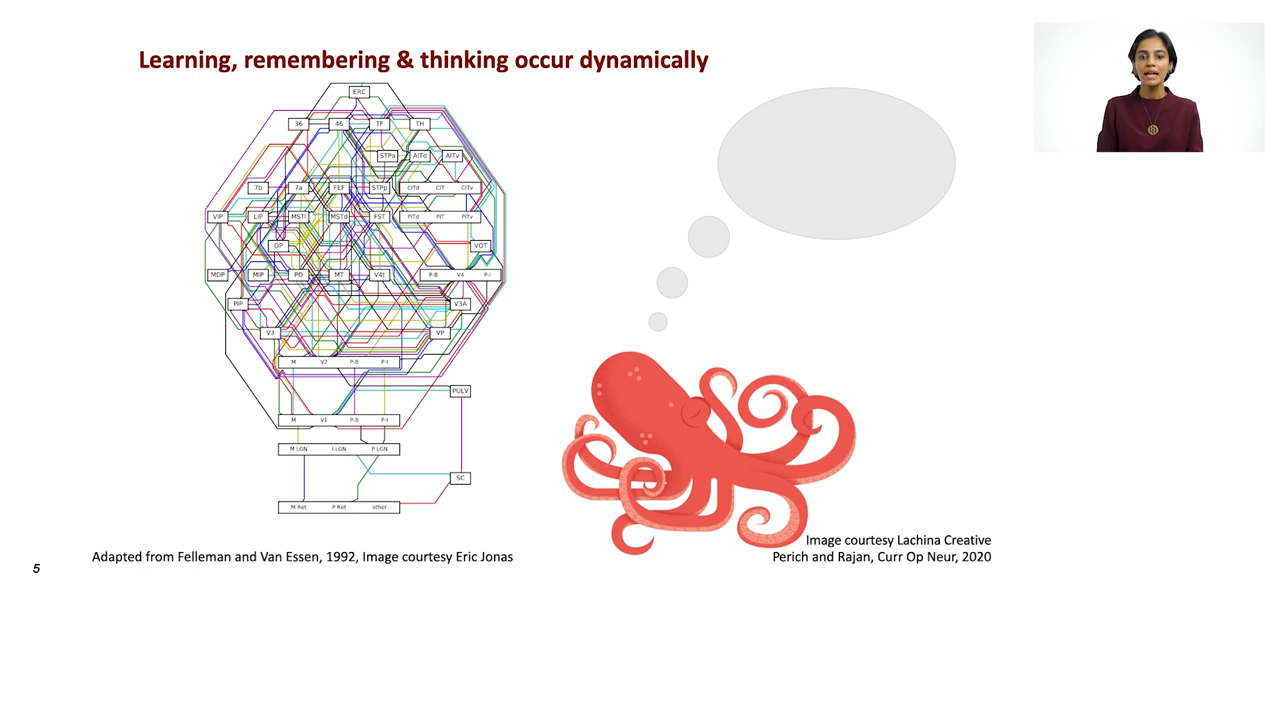 Learning, remembering & thinking occur dynamically
ERC
36 46 TF TH
STPa AITd AITv
7b 7a FEF STPp CITd CIT CITv
VIP LIP MSTl MSTd FST PITd PIT PITv
DP VOT
MDP MIP PO MT V4t P-B V4 P-I
PIP V3A
V3 VP
M V2 P-B P-I
PULV
M V1 P-B P-I
M LGN I LGN P LGN
SC
M Ret P Ret other
Image courtesy Lachina Creative
Adapted from Felleman and Van Essen, 1992, Image courtesy Eric Jonas
Perich and Rajan, Curr Op Neur, 2020
5